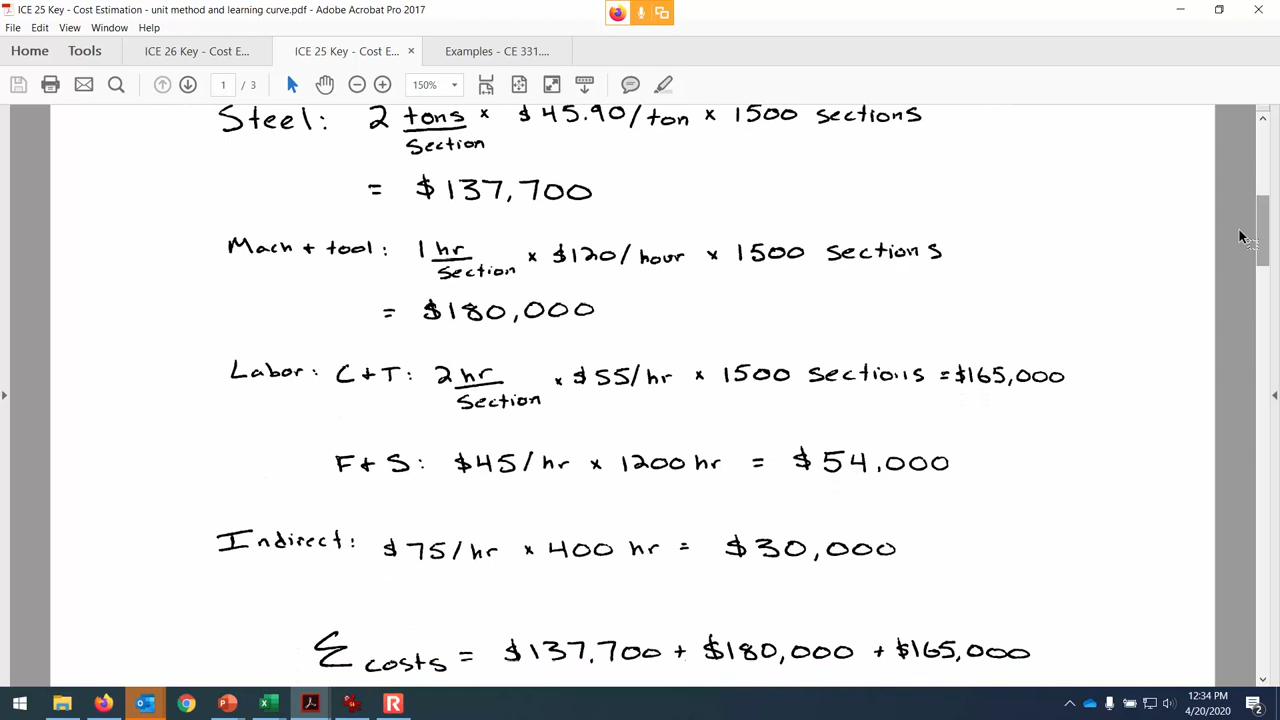 ICE 25 Key - Cost Estimation - unit method and learning curve.pdf - Adobe Acrobat Pro 2017
File Edit View Window Help
Home Tools ICE 26 Key - Cost E... ICE 25 Key - Cost E... × Examples - CE 331....
1 / 3 150%
Steel: 2 tons/section × $45.90/ton × 1500 sections
= $137,700
Mach + tool: 1 hr/section × $120/hour × 1500 sections
= $180,000
Labor: C+T: 2 hr/section × $55/hr × 1500 sections = $165,000
F+S: $45/hr × 1200 hr = $54,000
Indirect: $75/hr × 400 hr = $30,000
Σ costs = $137,700 + $180,000 + $165,000
12:34 PM
4/20/2020
2